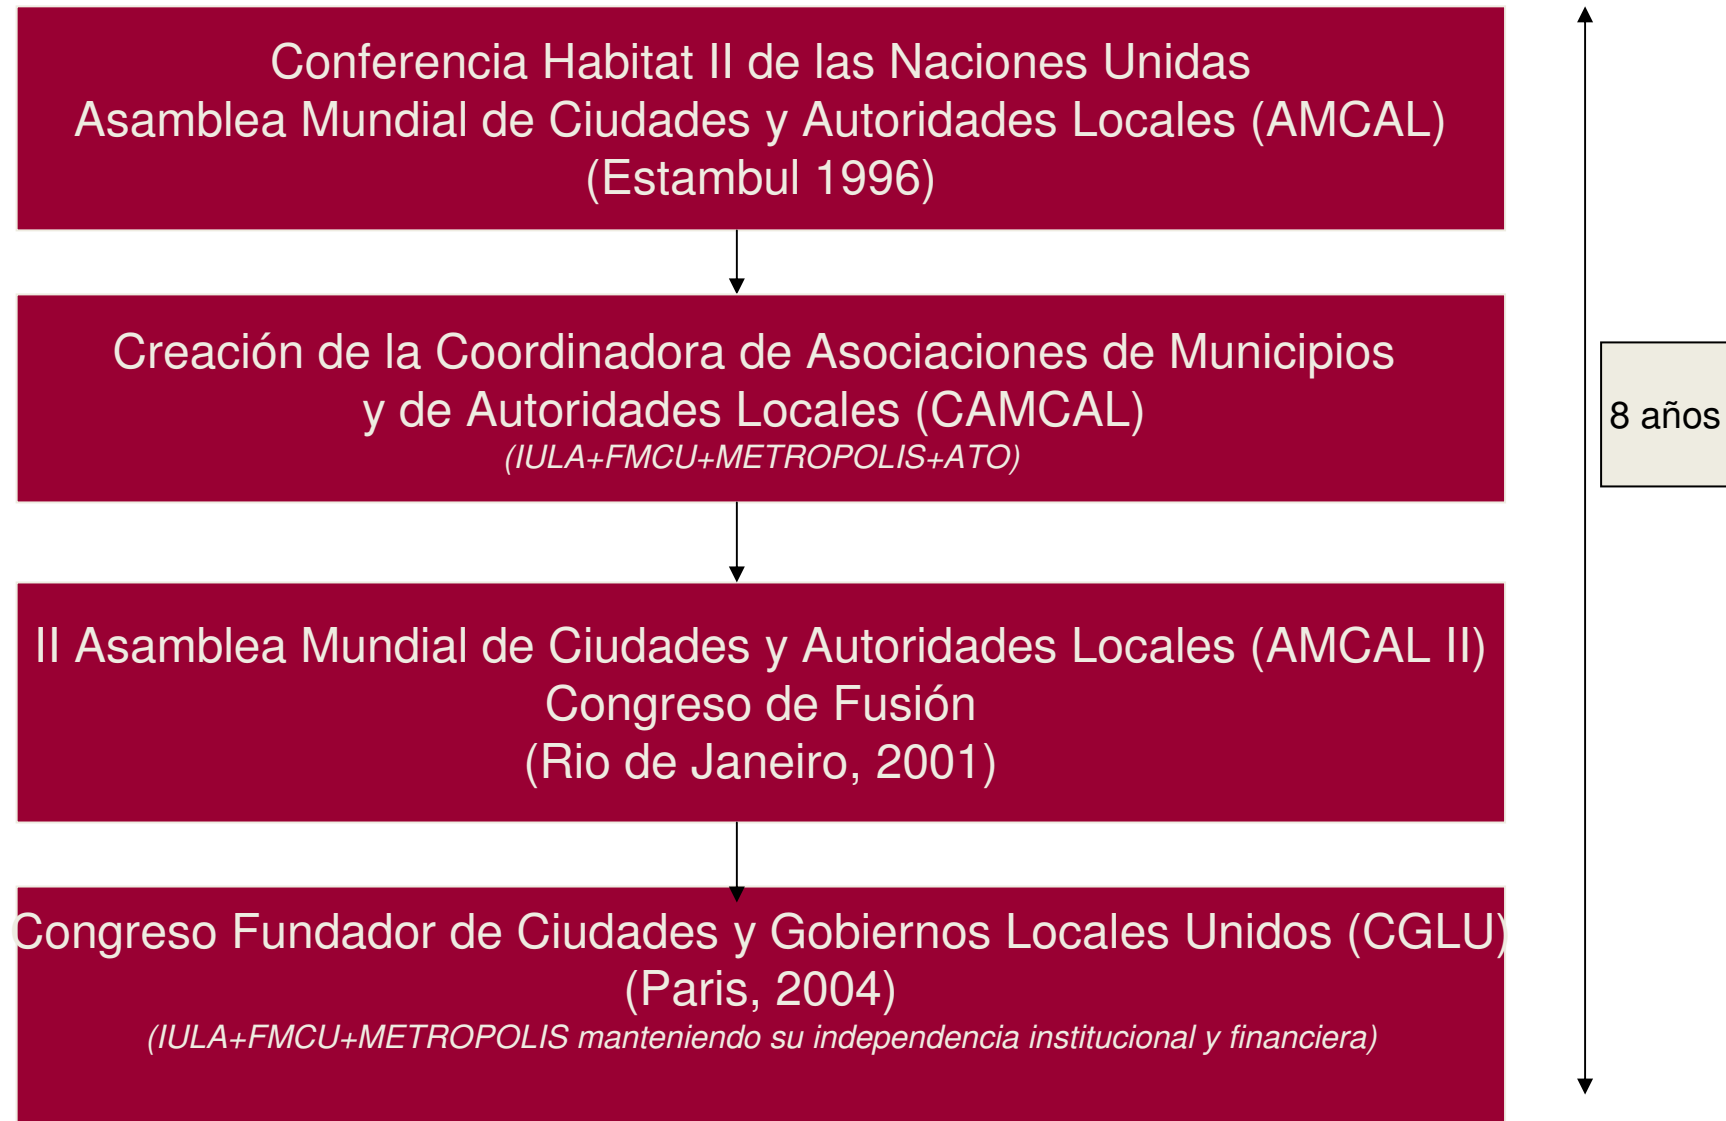 Conferencia Habitat II de las Naciones Unidas
Asamblea Mundial de Ciudades y Autoridades Locales (AMCAL)
(Estambul 1996)
Creación de la Coordinadora de Asociaciones de Municipios
y de Autoridades Locales (CAMCAL)
(IULA+FMCU+METROPOLIS+ATO)
8 años
II Asamblea Mundial de Ciudades y Autoridades Locales (AMCAL II)
Congreso de Fusión
(Rio de Janeiro, 2001)
Congreso Fundador de Ciudades y Gobiernos Locales Unidos (CGLU)
(Paris, 2004)
(IULA+FMCU+METROPOLIS manteniendo su independencia institucional y financiera)